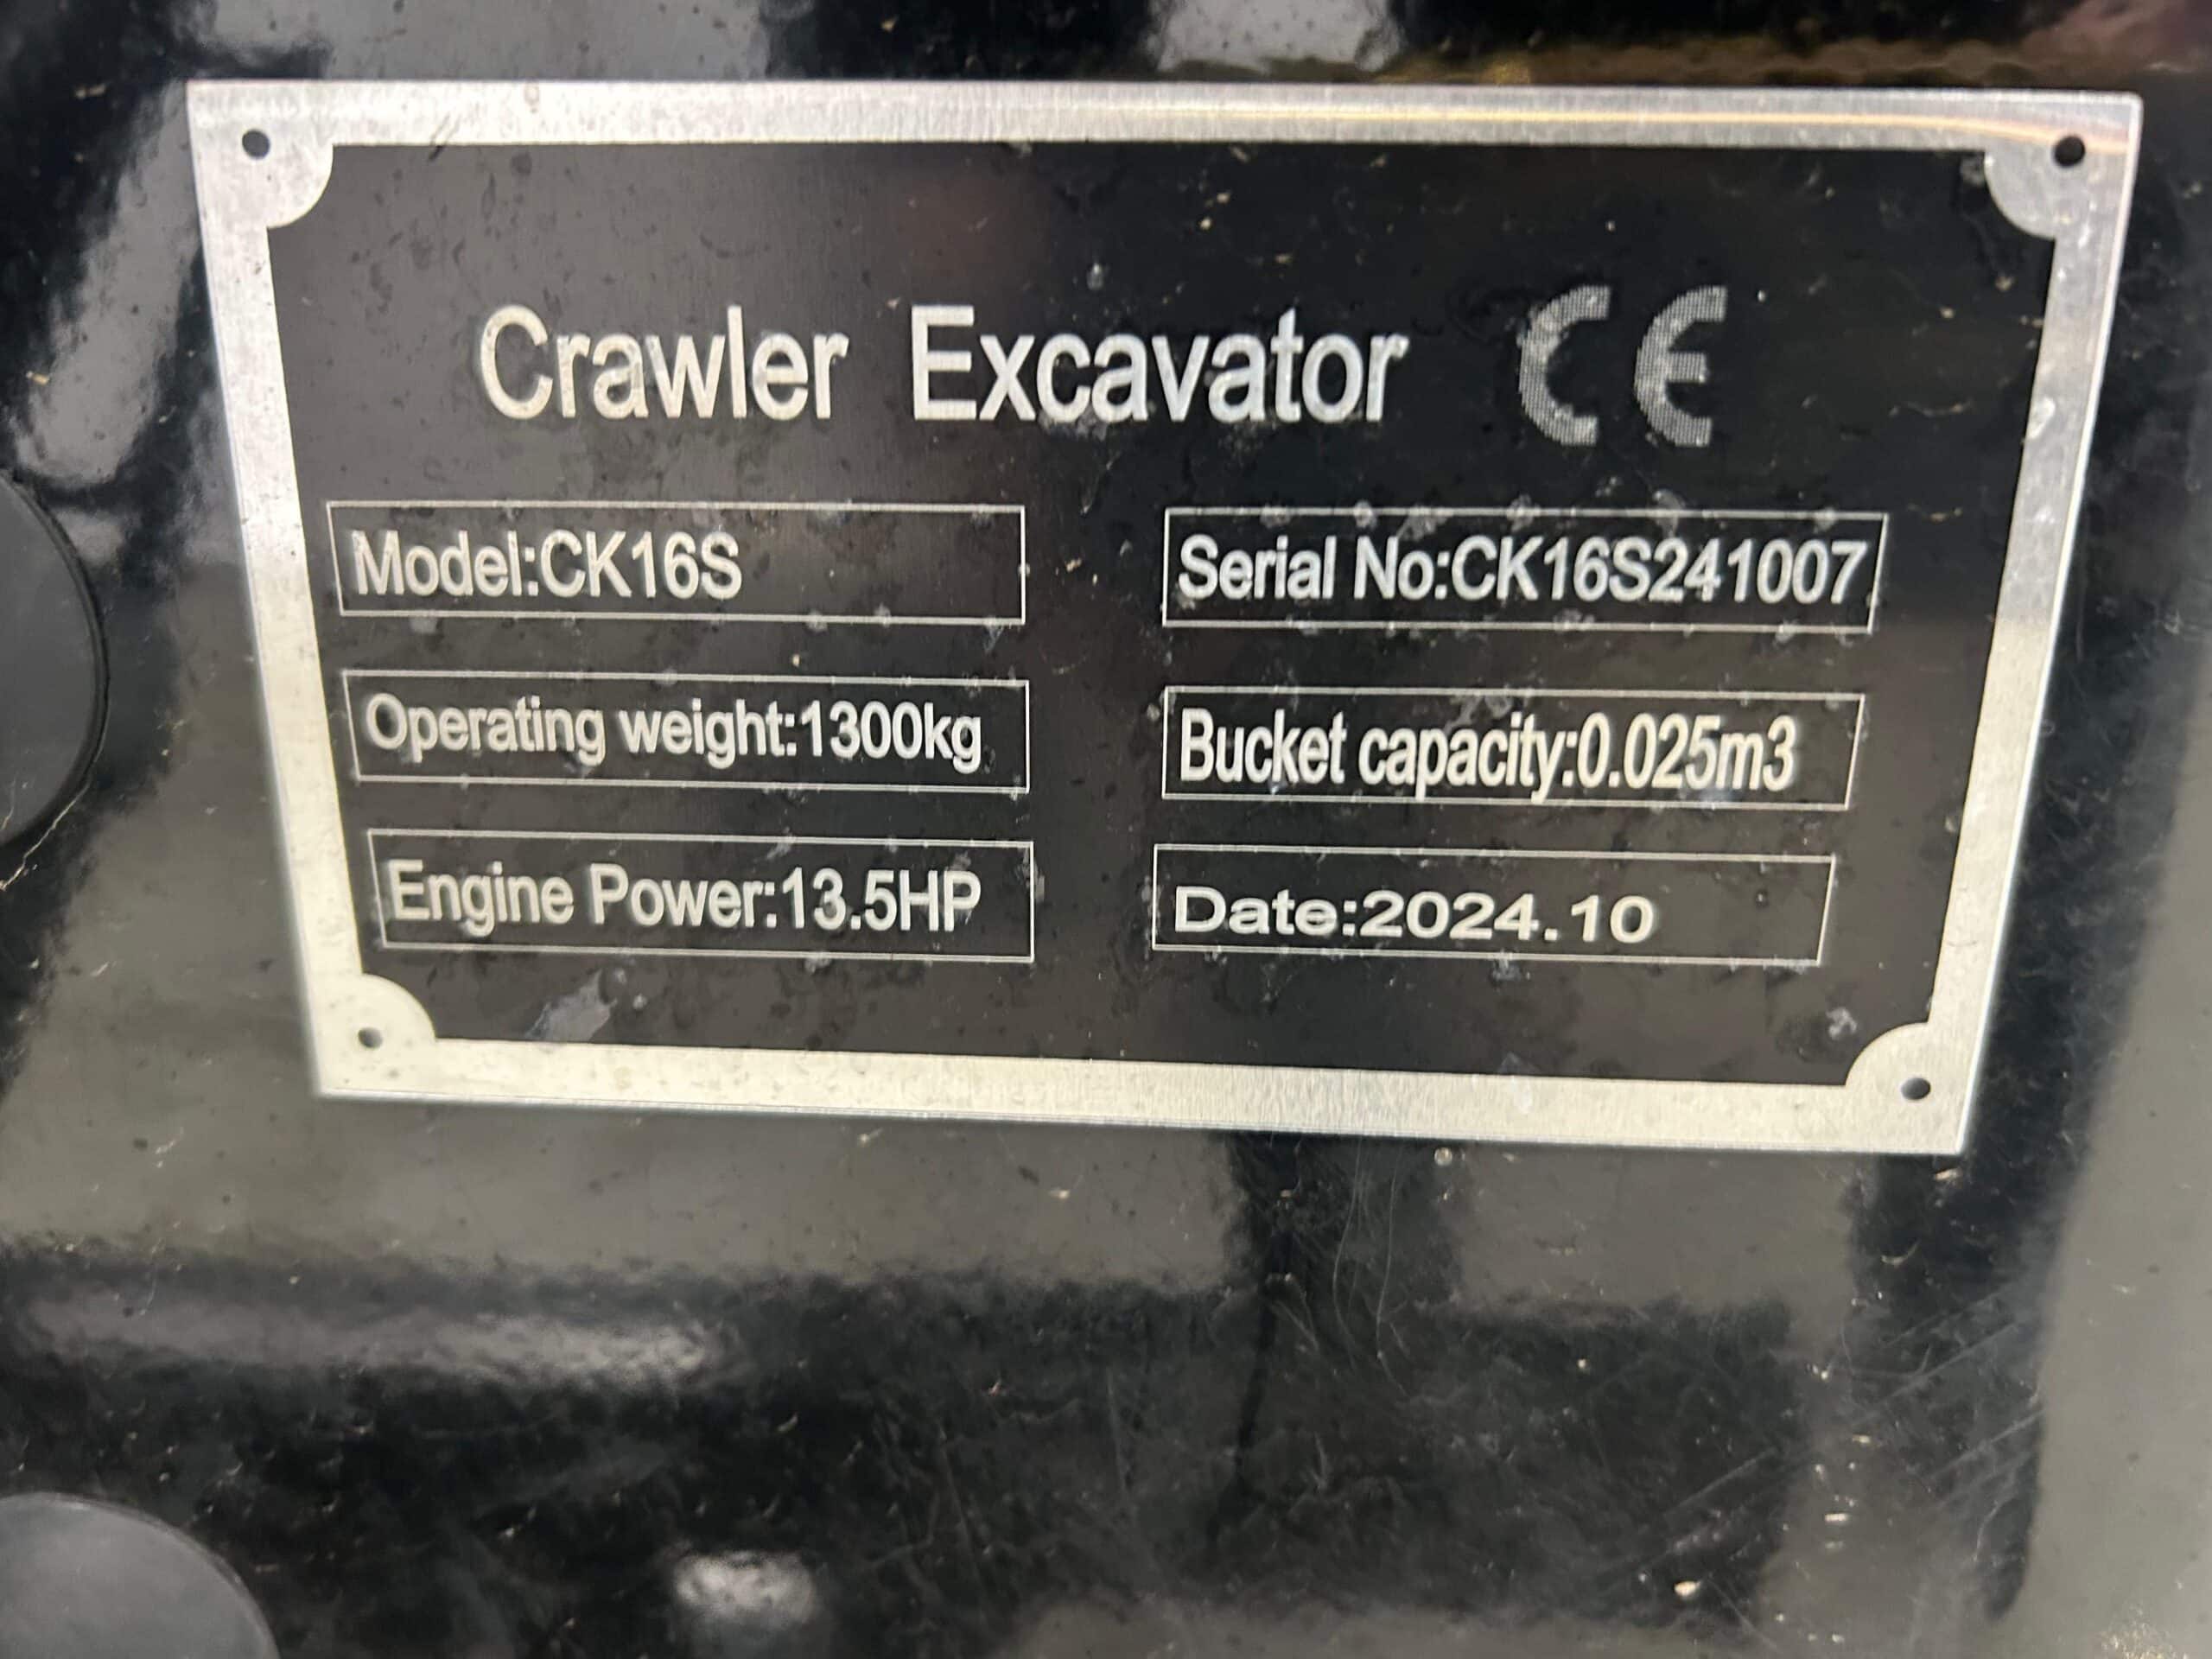 Crawler Excavator CE
Model:CK16S
Serial No:CK16S241007
Operating weight:1300kg
Bucket capacity:0.025m3
Engine Power:13.5HP
Date:2024.10